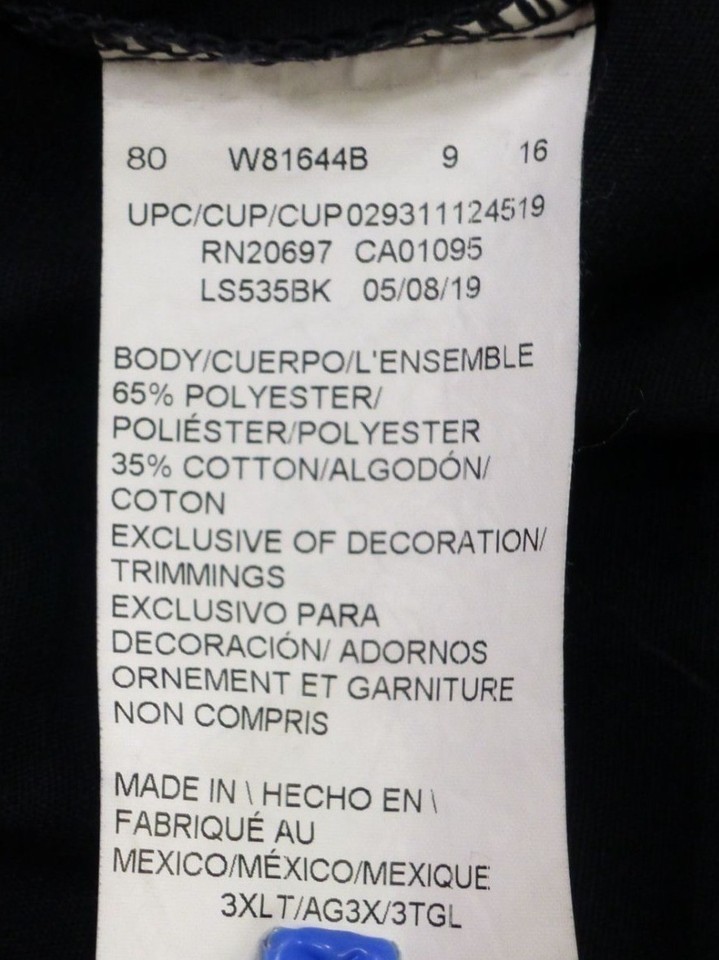 80 W81644B 9 16
UPC/CUP/CUP029311124519
RN20697 CA01095
LS535BK 05/08/19
BODY/CUERPO/L'ENSEMBLE
65% POLYESTER/
POLIÉSTER/POLYESTER
35% COTTON/ALGODÓN/
COTON
EXCLUSIVE OF DECORATION/
TRIMMINGS
EXCLUSIVO PARA
DECORACIÓN/ ADORNOS
ORNEMENT ET GARNITURE
NON COMPRIS
MADE IN \ HECHO EN \
FABRIQUÉ AU
MEXICO/MÉXICO/MEXIQUE
3XLT/AG3X/3TGL